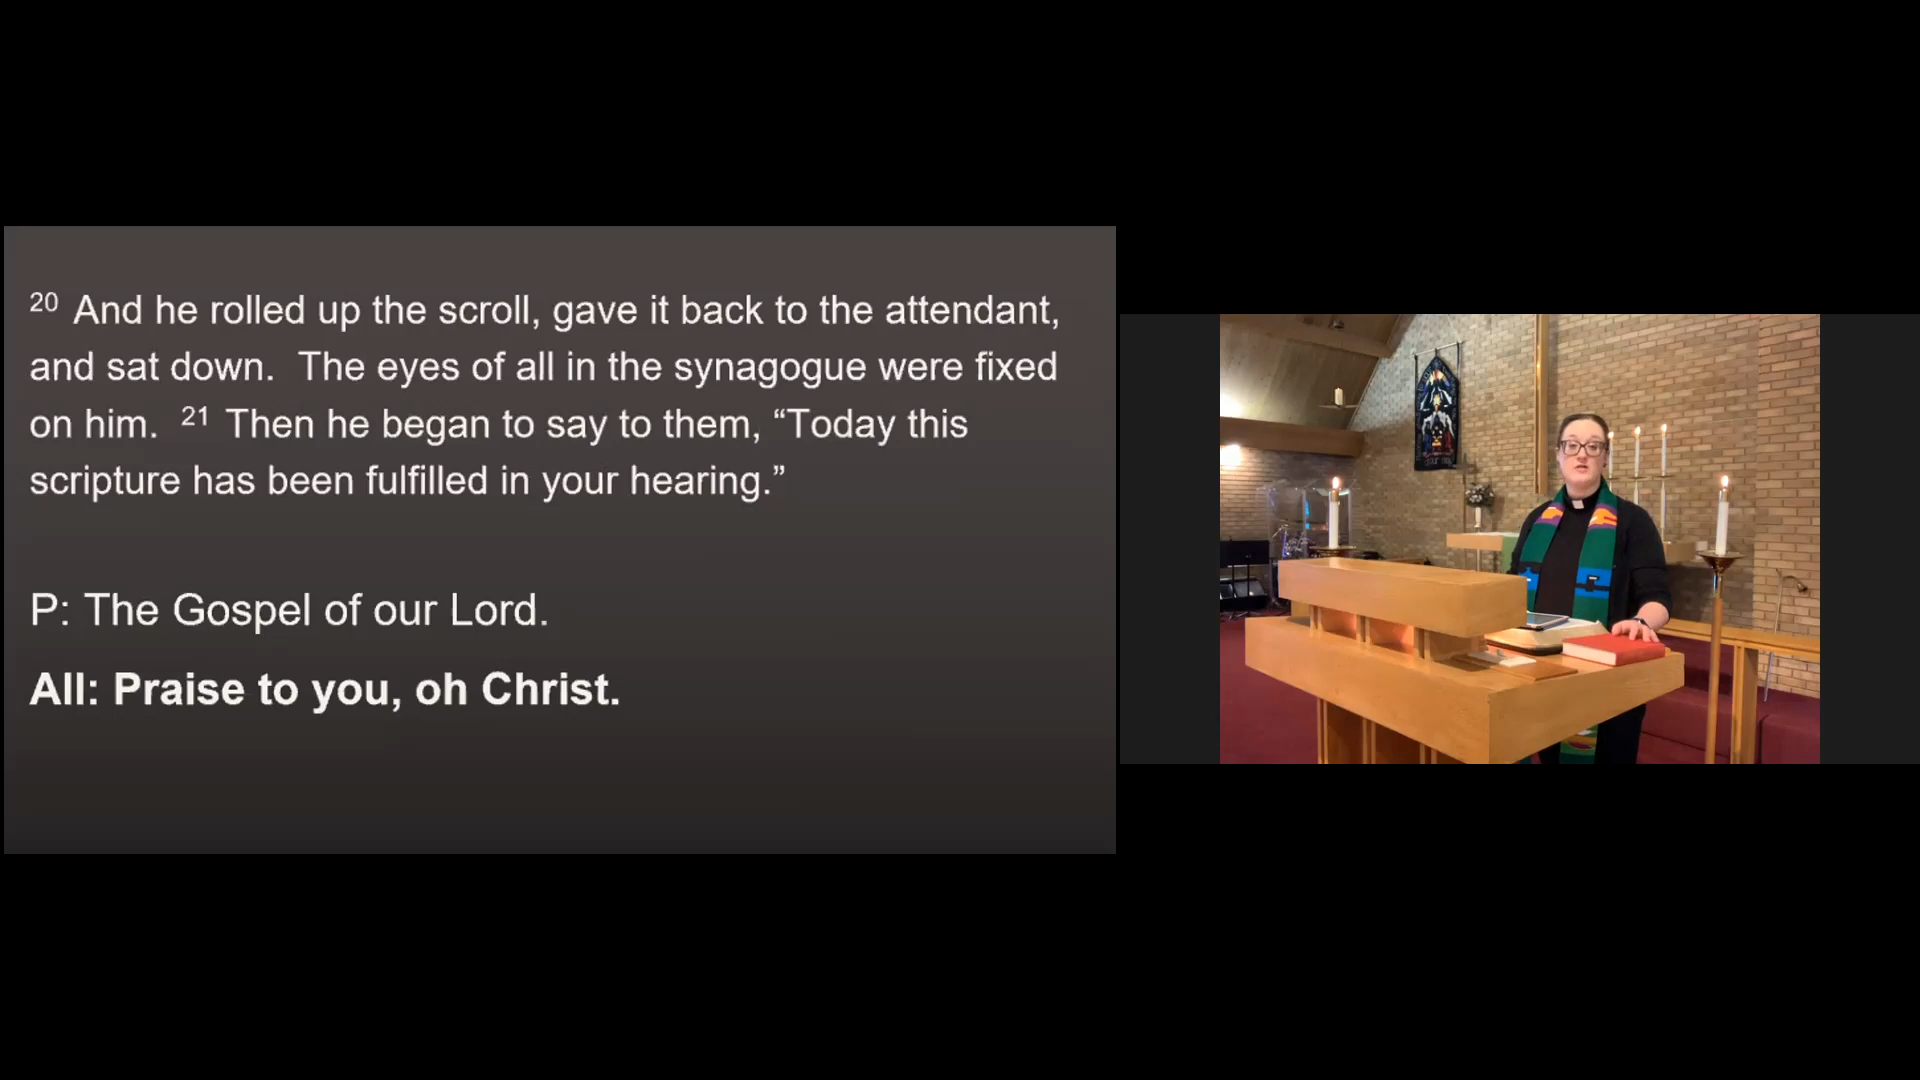 20 And he rolled up the scroll, gave it back to the attendant,
and sat down. The eyes of all in the synagogue were fixed
on him. 21 Then he began to say to them, “Today this
scripture has been fulfilled in your hearing.”
P: The Gospel of our Lord.
All: Praise to you, oh Christ.